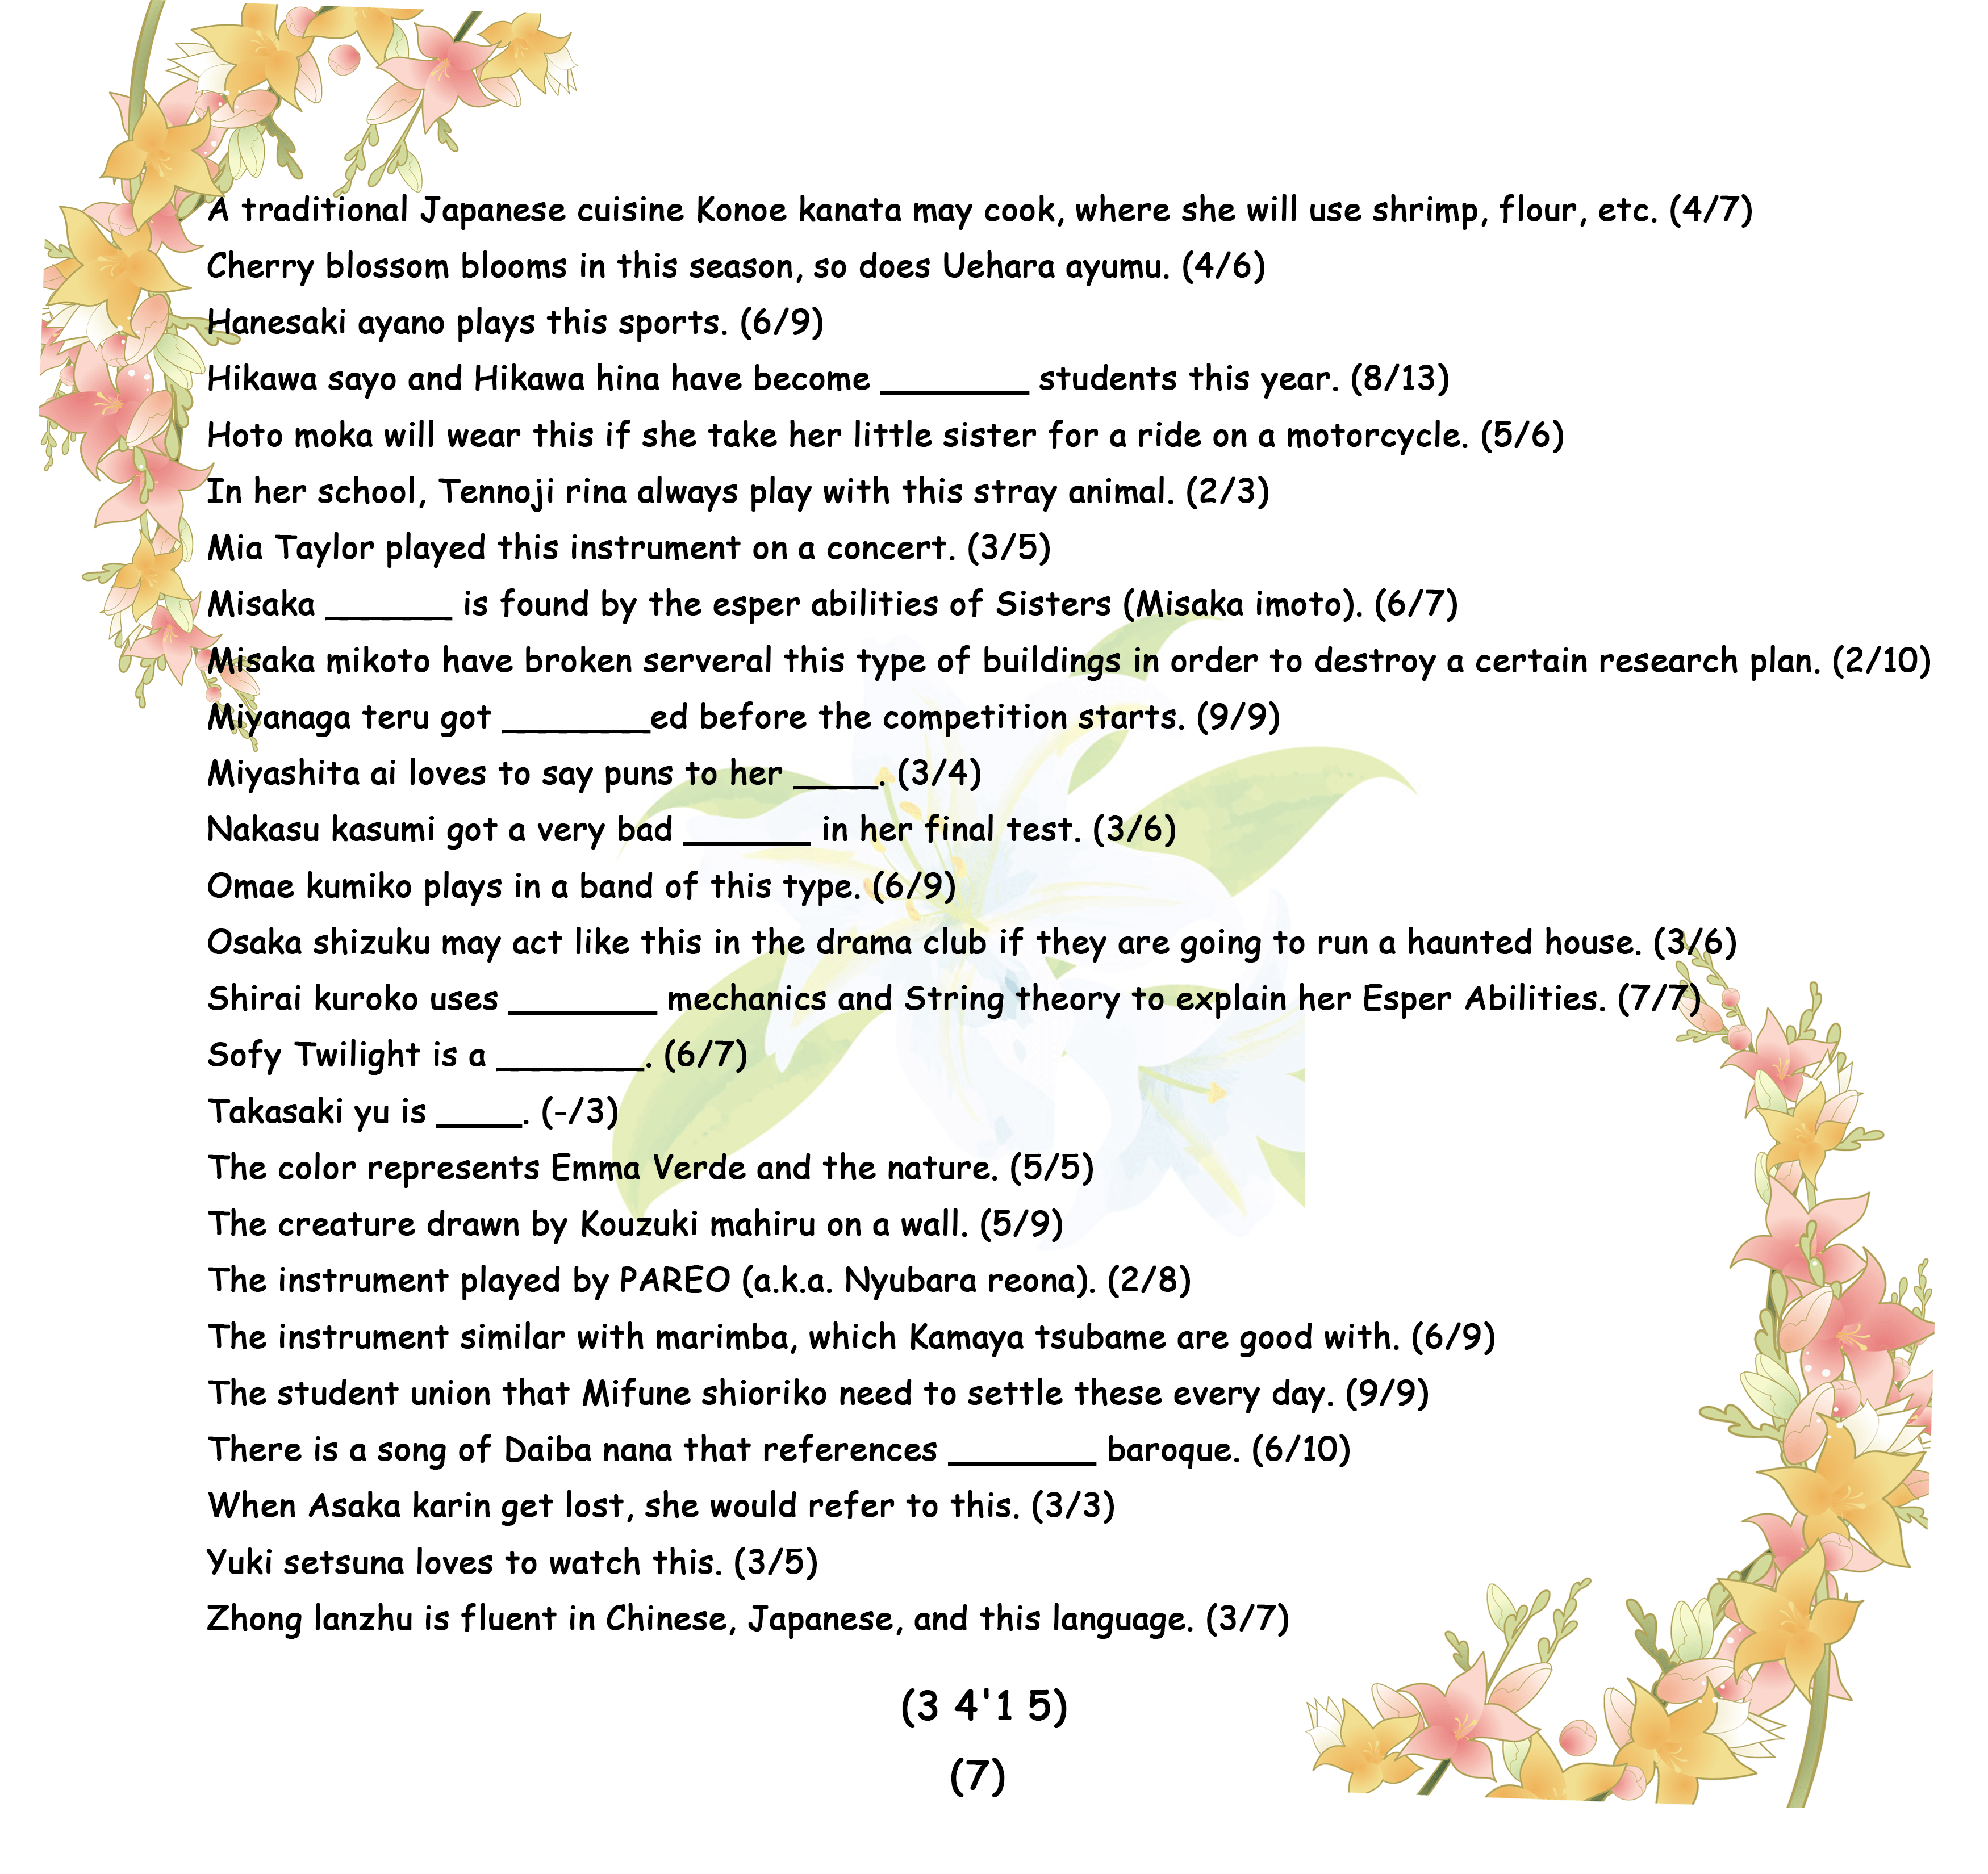 A traditional Japanese cuisine Konoe kanata may cook, where she will use shrimp, flour, etc. (4/7)
Cherry blossom blooms in this season, so does Uehara ayumu. (4/6)
Hanesaki ayano plays this sports. (6/9)
Hikawa sayo and Hikawa hina have become _______ students this year. (8/13)
Hoto moka will wear this if she take her little sister for a ride on a motorcycle. (5/6)
In her school, Tennoji rina always play with this stray animal. (2/3)
Mia Taylor played this instrument on a concert. (3/5)
Misaka ______ is found by the esper abilities of Sisters (Misaka imoto). (6/7)
Misaka mikoto have broken serveral this type of buildings in order to destroy a certain research plan. (2/10)
Miyanaga teru got _______ed before the competition starts. (9/9)
Miyashita ai loves to say puns to her ____. (3/4)
Nakasu kasumi got a very bad ______ in her final test. (3/6)
Omae kumiko plays in a band of this type. (6/9)
Osaka shizuku may act like this in the drama club if they are going to run a haunted house. (3/6)
Shirai kuroko uses _______ mechanics and String theory to explain her Esper Abilities. (7/7)
Sofy Twilight is a _______. (6/7)
Takasaki yu is ____. (-/3)
The color represents Emma Verde and the nature. (5/5)
The creature drawn by Kouzuki mahiru on a wall. (5/9)
The instrument played by PAREO (a.k.a. Nyubara reona). (2/8)
The instrument similar with marimba, which Kamaya tsubame are good with. (6/9)
The student union that Mifune shioriko need to settle these every day. (9/9)
There is a song of Daiba nana that references _______ baroque. (6/10)
When Asaka karin get lost, she would refer to this. (3/3)
Yuki setsuna loves to watch this. (3/5)
Zhong lanzhu is fluent in Chinese, Japanese, and this language. (3/7)
(3 4'1 5)
(7)